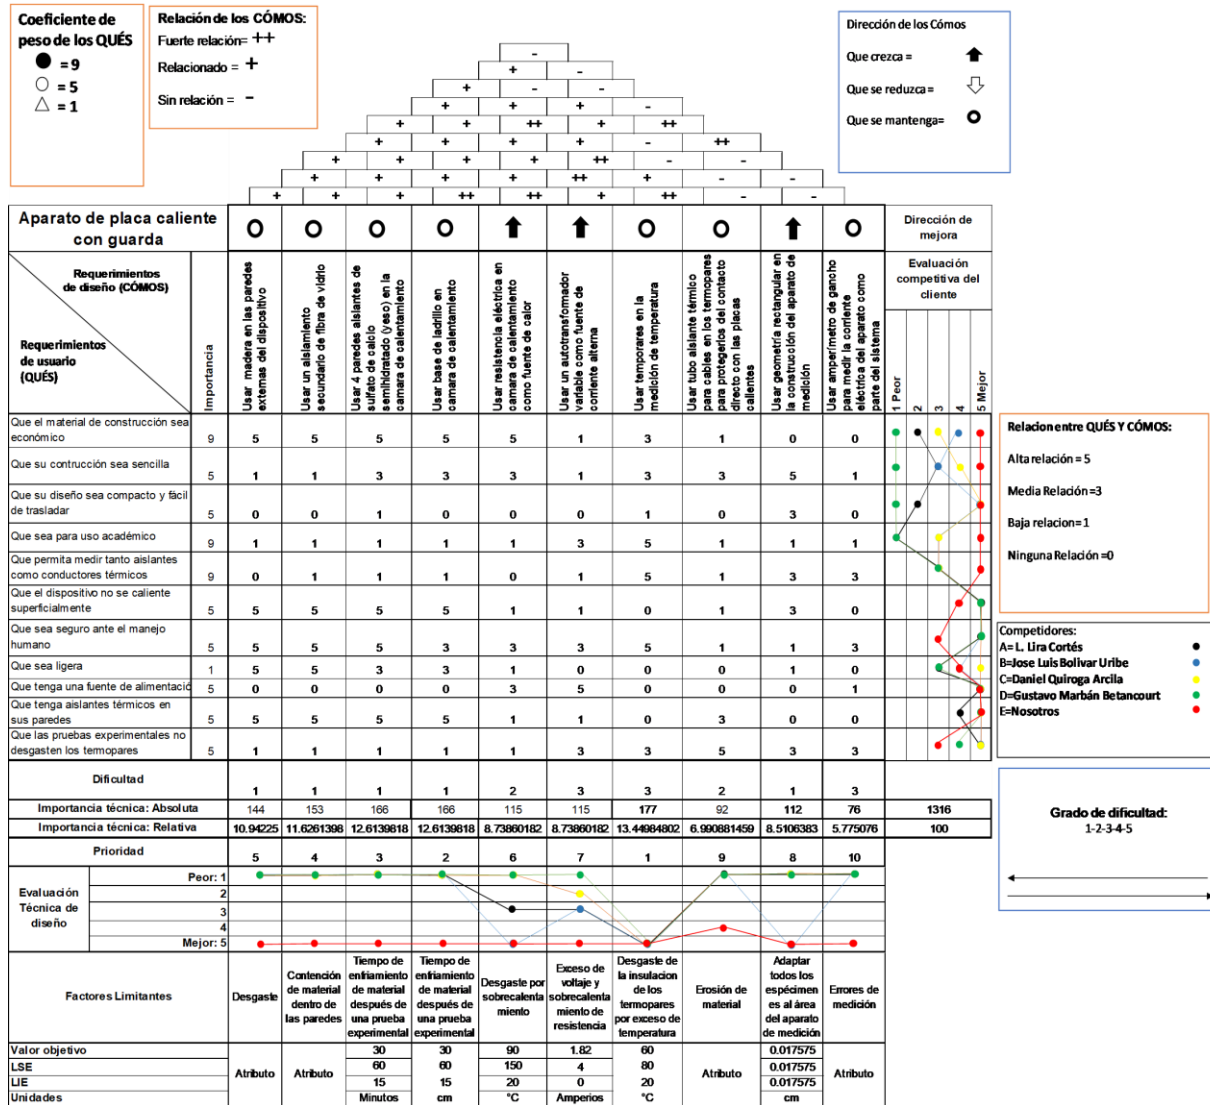 Coeficiente de
peso de los QUÉS
= 9
= 5
= 1
Relación de los CÓMOS:
Fuerte relación= ++
Relacionado = +
Sin relación = -
Dirección de los Cómos
Que crezca =
Que se reduzca=
Que se mantenga=
-
+ -
+ - -
+ + + -
+ + ++ + ++
+ + + + - ++
+ + + + ++ - -
+ + + + ++ + - -
+ + + ++ ++ + ++ - -
Aparato de placa caliente
con guarda
Dirección de
mejora
Requerimientos
de diseño (CÓMOS)
Requerimientos
de usuario
(QUÉS)
Importancia
Usar madera en las paredes
externas del dispositivo
Usar un aislamiento
secundario de fibra de vidrio
Usar 4 paredes aislantes de
sulfato de calcio
semihidratado (yeso) en la
camara de calentamiento
Usar base de ladrillo en
camara de calentamiento
Usar resistencia eléctrica en
camara de calentamiento
como fuente de calor
Usar un autotransformador
variable como fuente de
corriente alterna
Usar temporares en la
medición de temperatura
Usar tubo aislante térmico
para cables en los termopares
para protegerlos del contacto
directo con las placas
calientes
Usar geometría rectangular en
la construcción del aparato de
medición
Usar amperímetro de gancho
para medir la corriente
eléctrica del aparato como
parte del sistema
Evaluación
competitiva del
cliente
1 Peor
2
3
4
5 Mejor
Que el material de construcción sea
económico
9 5 5 5 5 5 1 3 1 0 0
Que su contrucción sea sencilla
5 1 1 3 3 3 1 3 3 5 1
Que su diseño sea compacto y fácil
de trasladar
5 0 0 1 0 0 0 1 0 3 0
Que sea para uso académico
9 1 1 1 1 1 3 5 1 1 1
Que permita medir tanto aislantes
como conductores térmicos
9 0 1 1 1 0 1 5 1 3 3
Que el dispositivo no se caliente
superficialmente
5 5 5 5 5 1 1 0 1 3 0
Que sea seguro ante el manejo
humano
5 5 5 5 3 3 3 5 1 1 3
Que sea ligera
1 5 5 3 3 1 0 0 0 1 0
Que tenga una fuente de alimentació
5 0 0 0 0 3 5 0 0 0 1
Que tenga aislantes térmicos en
sus paredes
5 5 5 5 5 1 1 0 3 0 0
Que las pruebas experimentales no
desgasten los termopares
5 1 1 1 1 1 3 3 5 3 3
Relacion entre QUÉS Y CÓMOS:
Alta relación = 5
Media Relación =3
Baja relacion= 1
Ninguna Relación =0
Competidores:
A= L. Lira Cortés
B=Jose Luis Bolivar Uribe
C=Daniel Quiroga Arcila
D=Gustavo Marbán Betancourt
E=Nosotros
Dificultad
1 1 1 1 2 3 3 2 1 3
Importancia técnica: Absoluta
144 153 166 166 115 115 177 92 112 76 1316
Importancia técnica: Relativa
10.94225 11.6261398 12.6139818 12.6139818 8.73860182 8.73860182 13.44984802 6.990881459 8.5106383 5.775076 100
Prioridad
5 4 3 2 6 7 1 9 8 10
Grado de dificultad:
1-2-3-4-5
Evaluación
Técnica de
diseño
Peor: 1
2
3
4
Mejor: 5
Factores Limitantes
Desgaste
Contención
de material
dentro de
las paredes
Tiempo de
enfriamiento
de material
después de
una prueba
experimental
Tiempo de
enfriamiento
de material
después de
una prueba
experimental
Desgaste por
sobrecalenta
miento
Exceso de
voltaje y
sobrecalenta
miento de
resistencia
Desgaste de
la insulacion
de los
termopares
por exceso de
temperatura
Erosión de
material
Adaptar
todos los
espécimen
es al área
del aparato
de medición
Errores de
medición
Valor objetivo
30 30 90 1.82 60 0.017575
LSE
60 60 150 4 80 0.017575
LIE
15 15 20 0 20 0.017575
Atributo Atributo Atributo Atributo
Unidades
Minutos cm °C Amperios °C cm